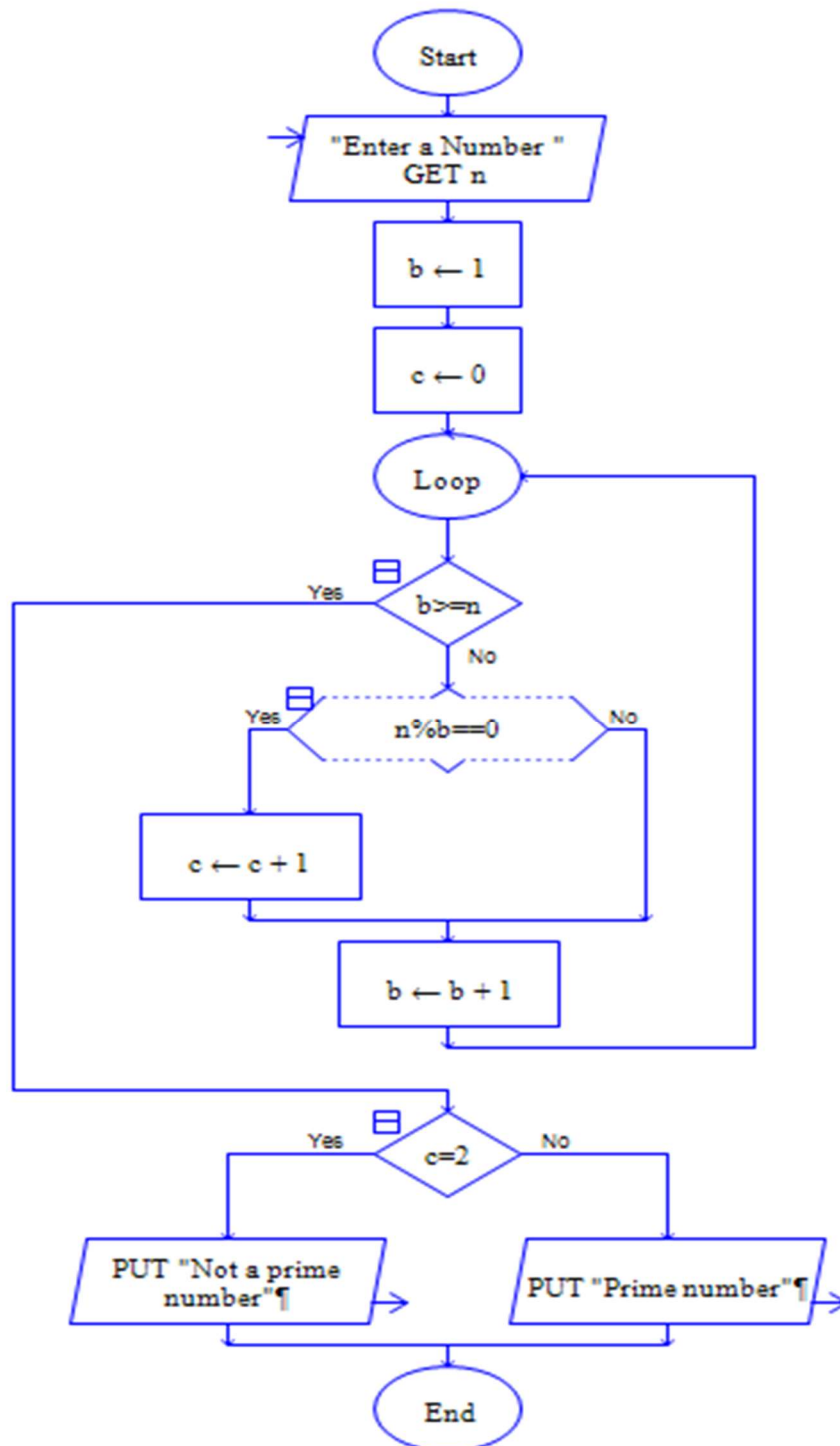 Start
"Enter a Number "
GET n
b ← 1
c ← 0
Loop
Yes
b>=n
No
Yes
n%b==0
No
c ← c + 1
b ← b + 1
Yes
c=2
No
PUT "Not a prime
number"¶
PUT "Prime number"¶
End